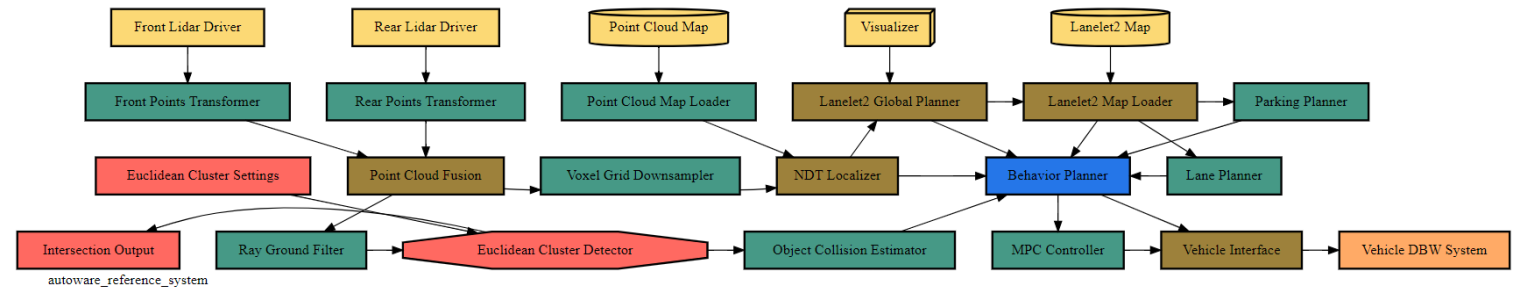 Front Lidar Driver
Rear Lidar Driver
Point Cloud Map
Visualizer
Lanelet2 Map
Front Points Transformer
Rear Points Transformer
Point Cloud Map Loader
Lanelet2 Global Planner
Lanelet2 Map Loader
Parking Planner
Euclidean Cluster Settings
Point Cloud Fusion
Voxel Grid Downsampler
NDT Localizer
Behavior Planner
Lane Planner
Intersection Output
Ray Ground Filter
Euclidean Cluster Detector
Object Collision Estimator
MPC Controller
Vehicle Interface
Vehicle DBW System
autoware_reference_system